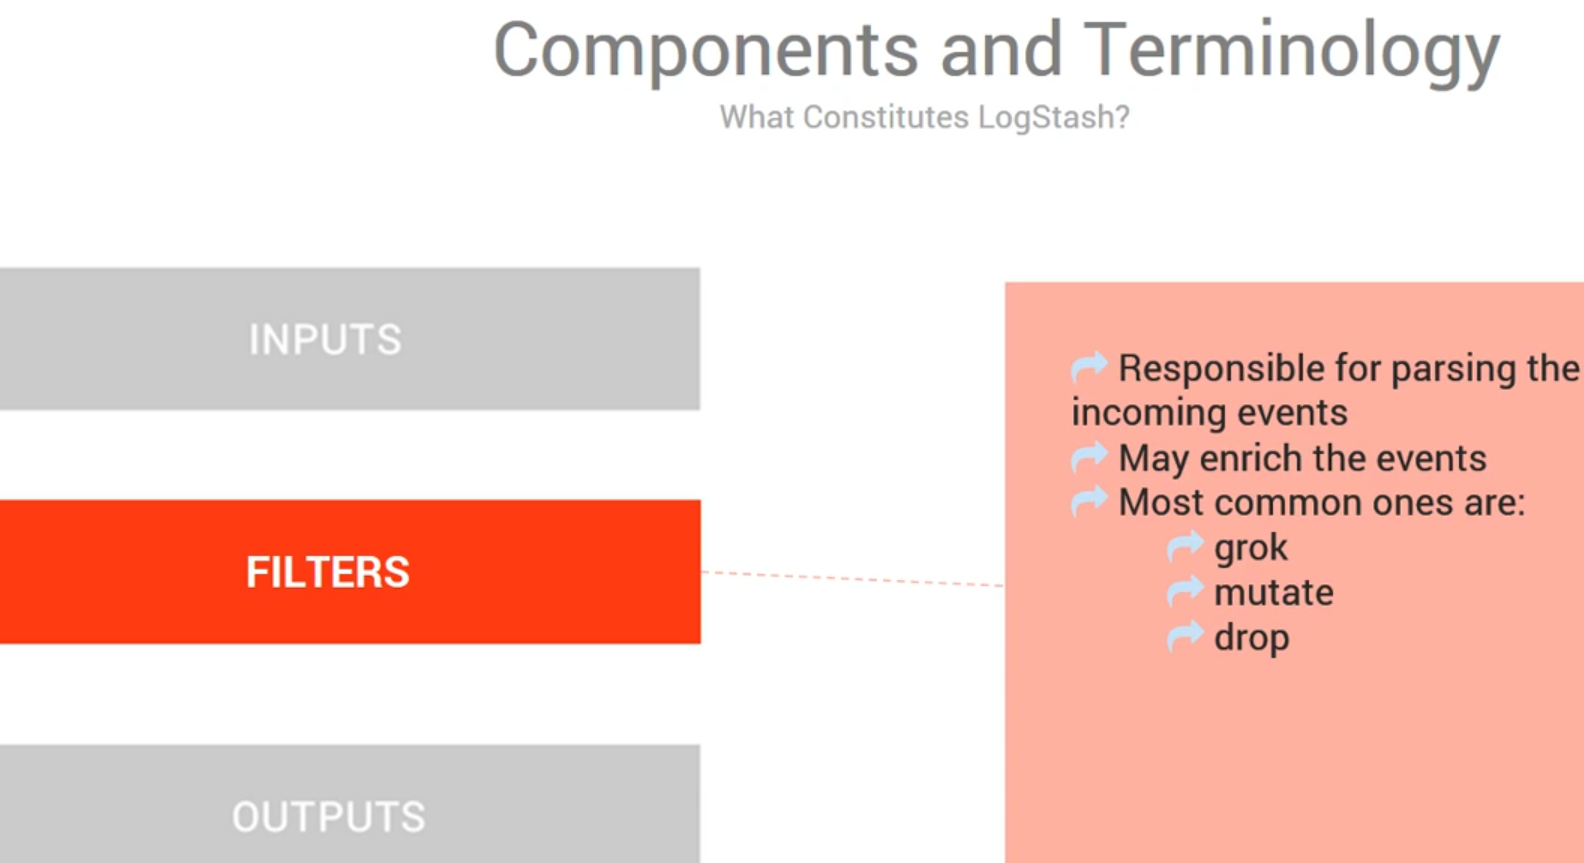 Components and Terminology
What Constitutes LogStash?
INPUTS
FILTERS
OUTPUTS
Responsible for parsing the
incoming events
May enrich the events
Most common ones are:
grok
mutate
drop